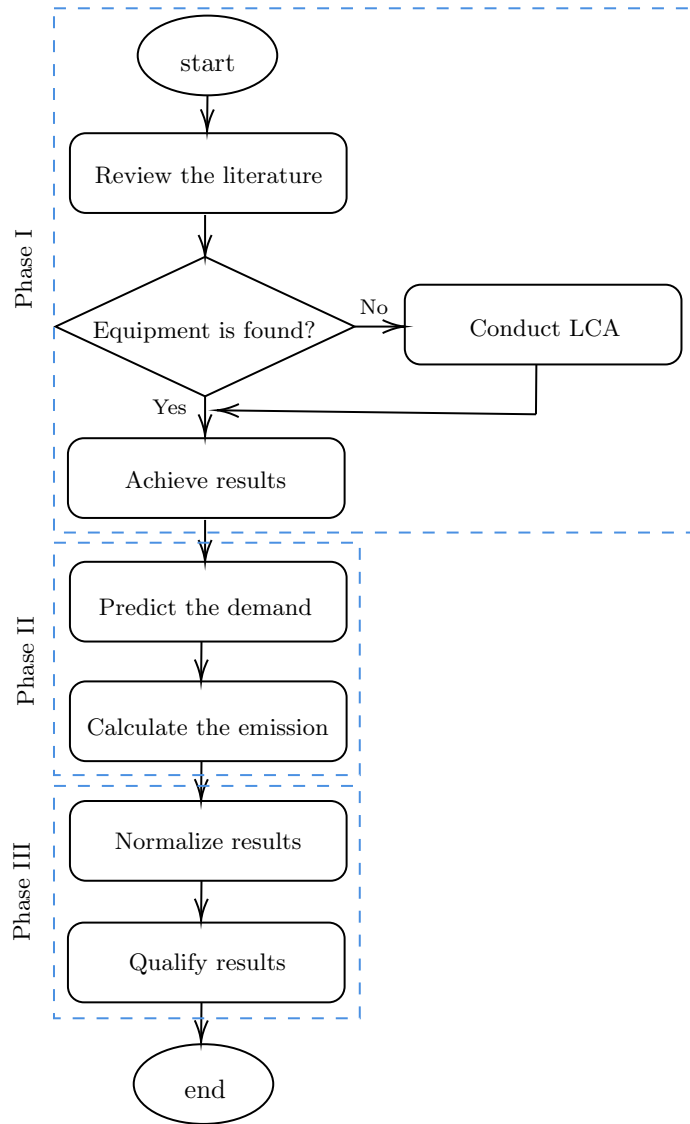 start
Review the literature
Phase I
Equipment is found?
No
Conduct LCA
Yes
Achieve results
Phase II
Predict the demand
Calculate the emission
Phase III
Normalize results
Qualify results
end